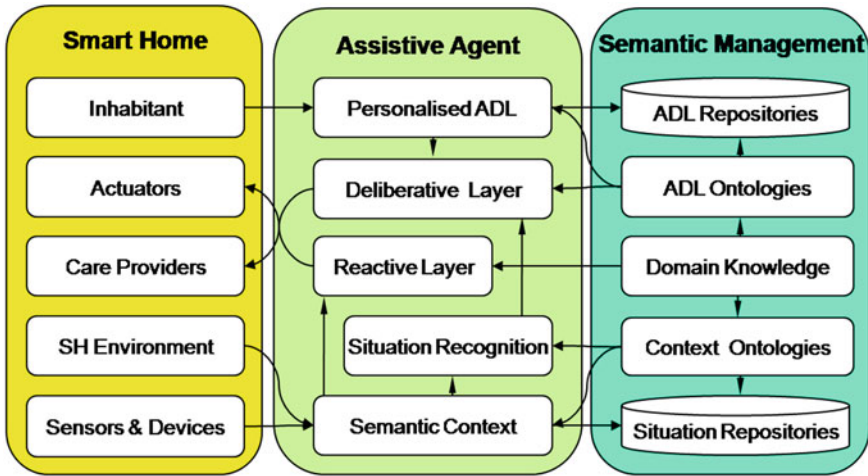 Smart Home
Inhabitant
Actuators
Care Providers
SH Environment
Sensors & Devices
Assistive Agent
Personalised ADL
Deliberative Layer
Reactive Layer
Situation Recognition
Semantic Context
Semantic Management
ADL Repositories
ADL Ontologies
Domain Knowledge
Context Ontologies
Situation Repositories